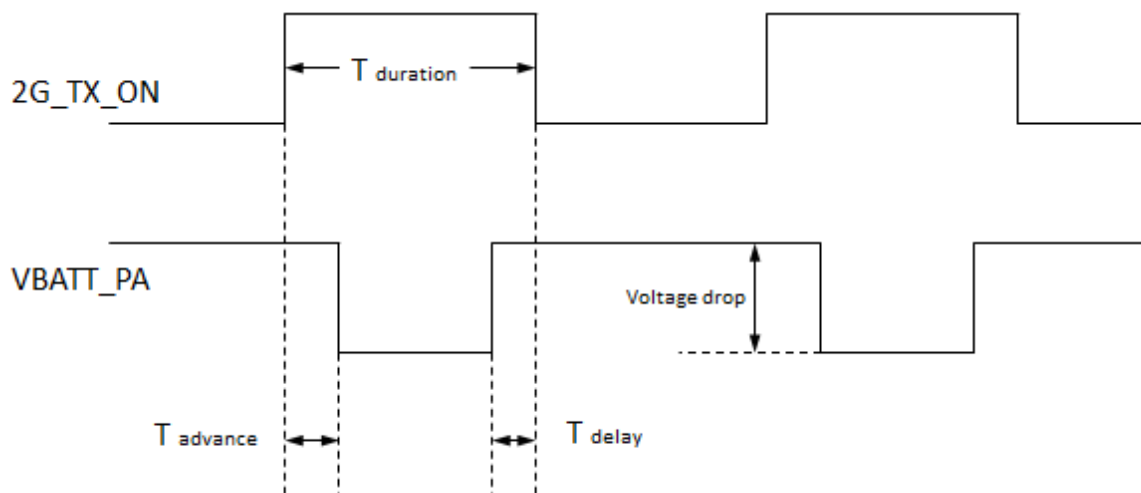 T duration
2G_TX_ON
VBATT_PA
Voltage drop
T advance
T delay